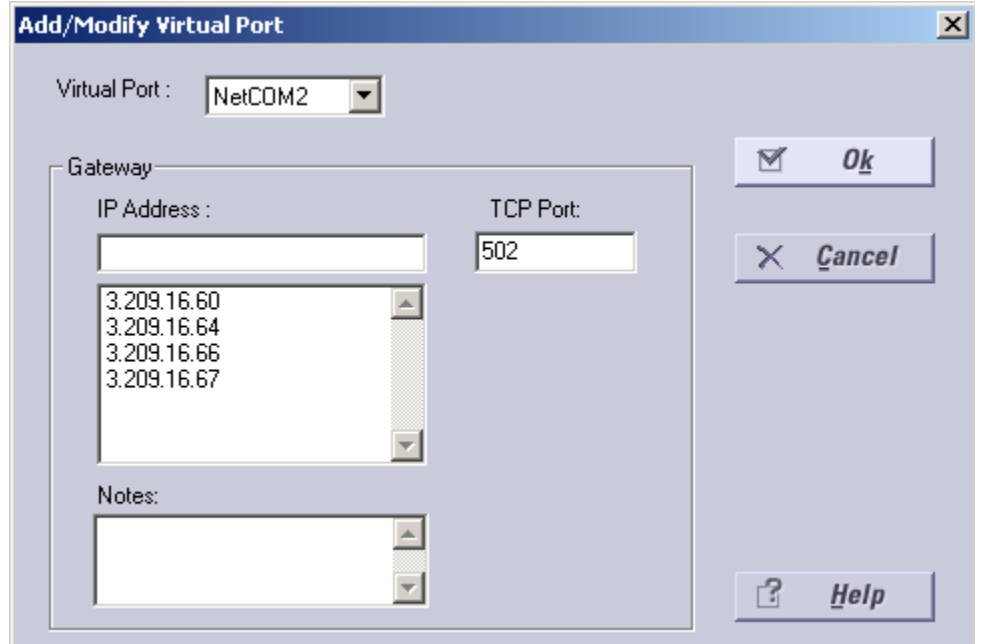 Add/Modify Virtual Port
Virtual Port :
NetCOM2
Gateway
IP Address :
TCP Port:
502
3.209.16.60
3.209.16.64
3.209.16.66
3.209.16.67
Notes:
Ok
Cancel
Help